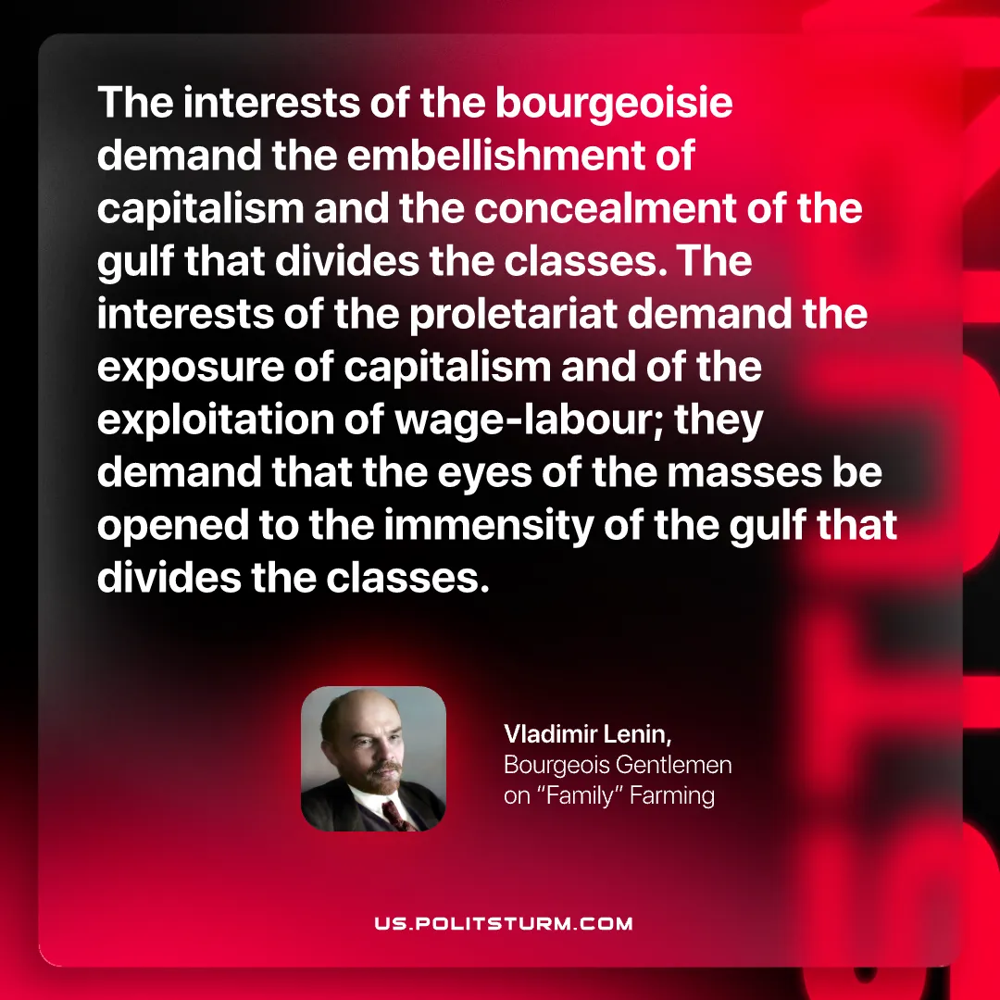 The interests of the bourgeoisie
demand the embellishment of
capitalism and the concealment of the
gulf that divides the classes. The
interests of the proletariat demand the
exposure of capitalism and of the
exploitation of wage-labour; they
demand that the eyes of the masses be
opened to the immensity of the gulf that
divides the classes.
Vladimir Lenin,
Bourgeois Gentlemen
on “Family” Farming
US.POLITSTURM.COM